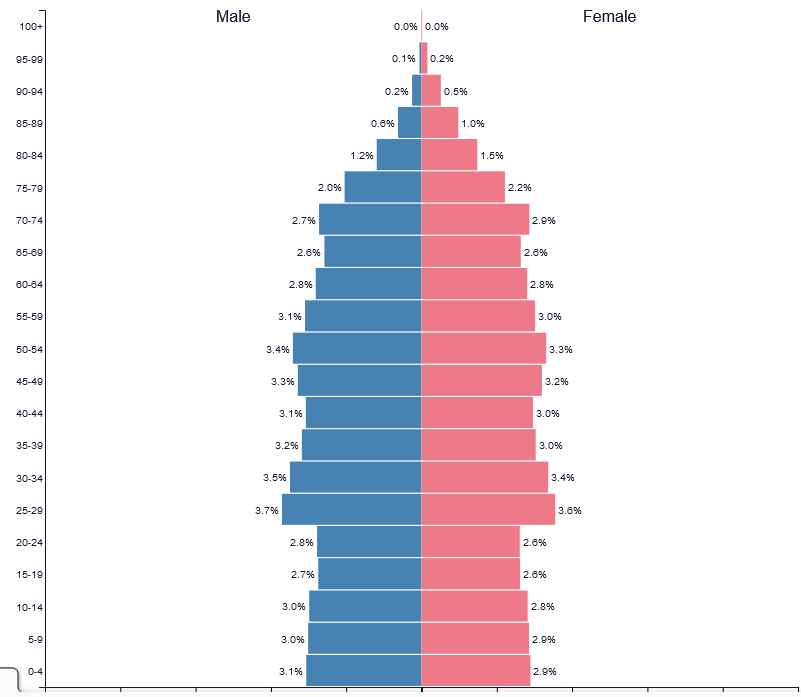 Male Female
100+ 0.0% 0.0%
95-99 0.1% 0.2%
90-94 0.2% 0.5%
85-89 0.6% 1.0%
80-84 1.2% 1.5%
75-79 2.0% 2.2%
70-74 2.7% 2.9%
65-69 2.6% 2.6%
60-64 2.8% 2.8%
55-59 3.1% 3.0%
50-54 3.4% 3.3%
45-49 3.3% 3.2%
40-44 3.1% 3.0%
35-39 3.2% 3.0%
30-34 3.5% 3.4%
25-29 3.7% 3.6%
20-24 2.8% 2.6%
15-19 2.7% 2.6%
10-14 3.0% 2.8%
5-9 3.0% 2.9%
0-4 3.1% 2.9%